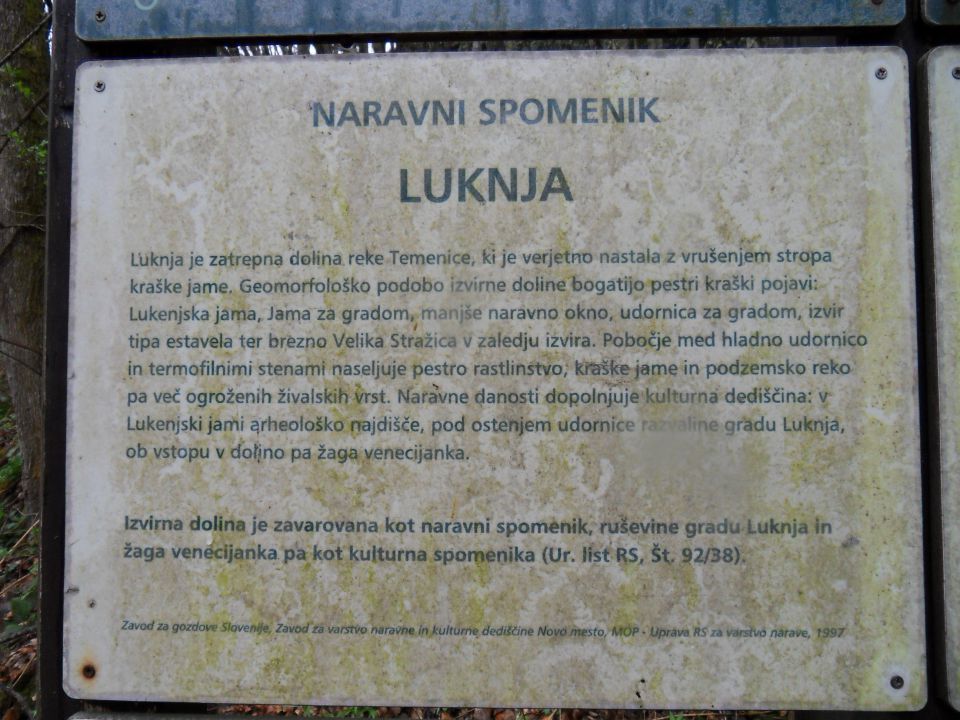 NARAVNI SPOMENIK
LUKNJA
Luknja je zatrepna dolina reke Temenice, ki je verjetno nastala z vrušenjem stropa
kraške jame. Geomorfološko podobo izvirne doline bogatijo pestri kraški pojavi:
Lukenjska jama, Jama za gradom, manjše naravno okno, udornica za gradom, izvir
tipa estavela ter brezno Velika Stražica v zaledju izvira. Pobočje med hladno udornico
in termofilnimi stenami naseljuje pestro rastlinstvo, kraške jame in podzemsko reko
pa več ogroženih živalskih vrst. Naravne danosti dopolnjuje kulturna dediščina: v
Lukenjski jami arheološko najdišče, pod ostenjem udornice razvaline gradu Luknja,
ob vstopu v dolino pa žaga venecijanka.
Izvirna dolina je zavarovana kot naravni spomenik, ruševine gradu Luknja in
žaga venecijanka pa kot kulturna spomenika (Ur. list RS, Št. 92/38).
Zavod za gozdove Slovenije, Zavod za varstvo naravne in kulturne dediščine Novo mesto, MOP - Uprava RS za varstvo narave, 1997